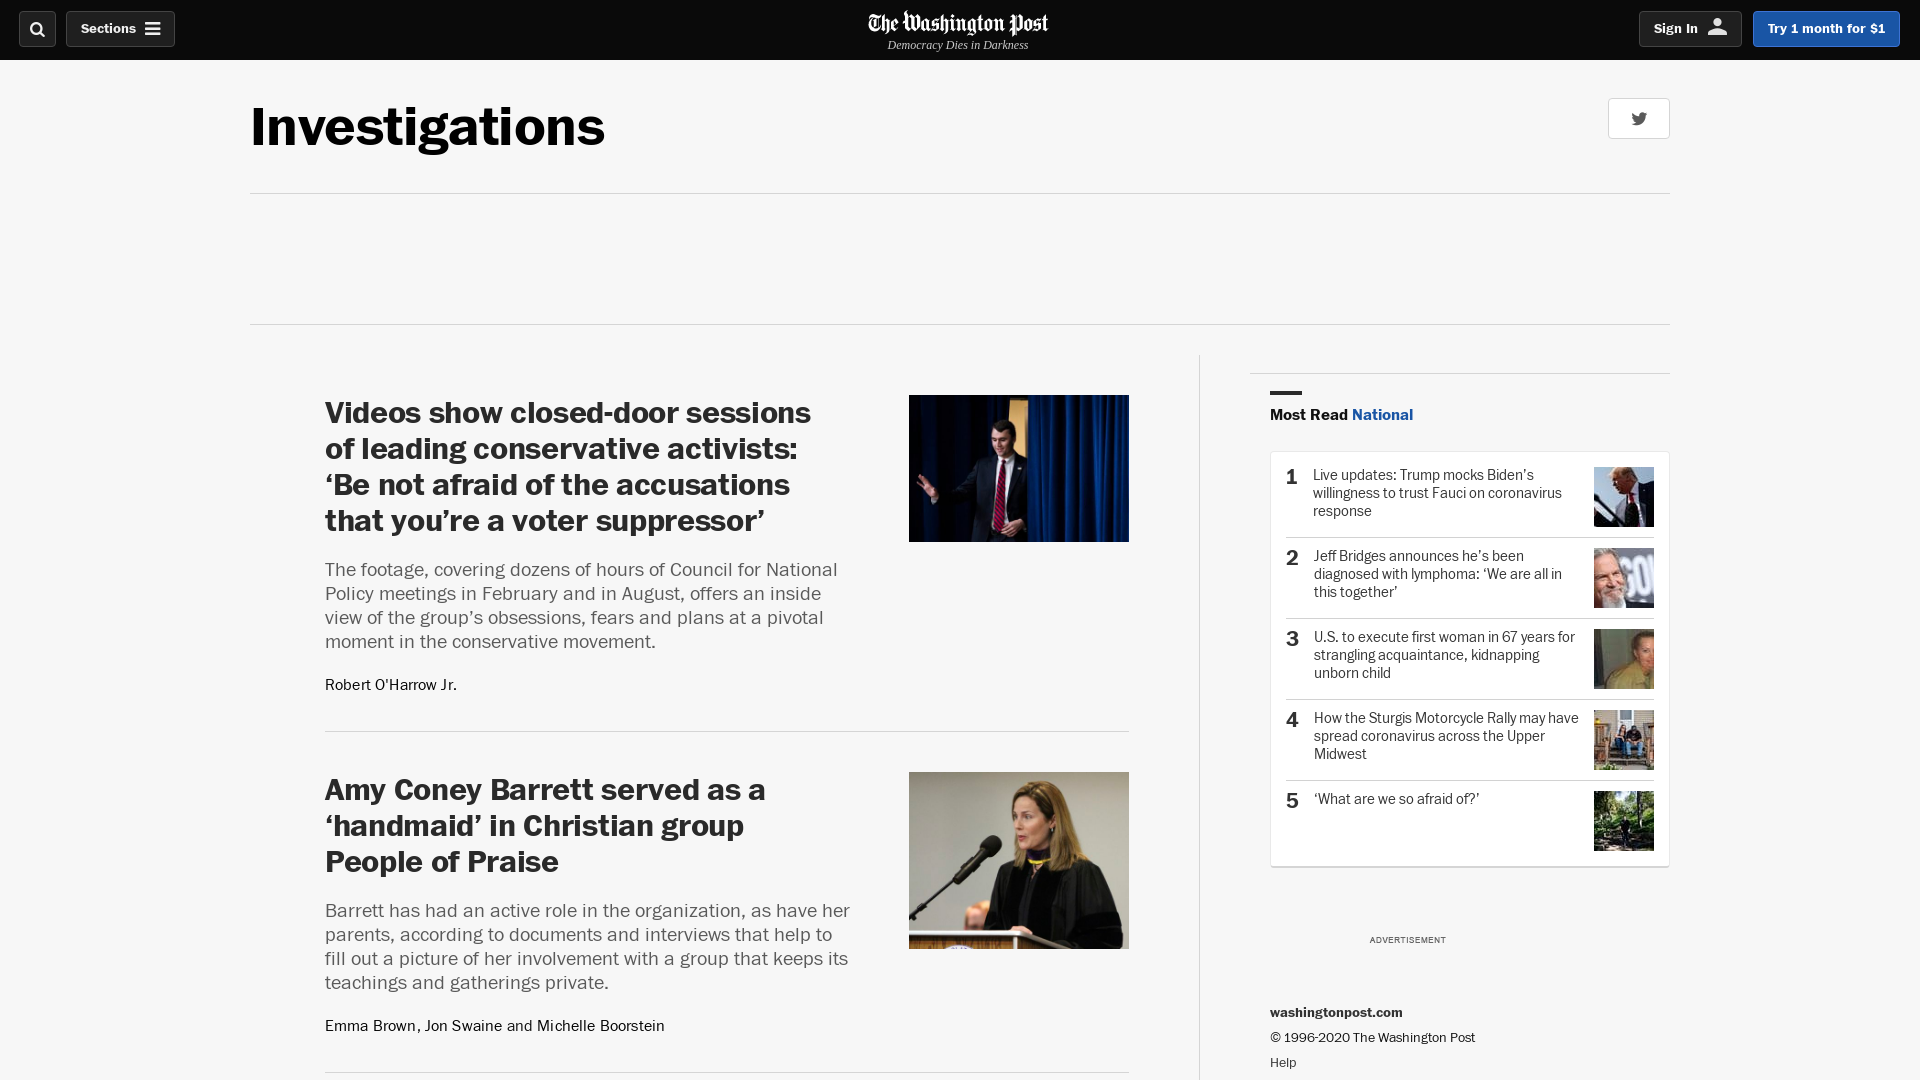 Sections
The Washington Post
Democracy Dies in Darkness
Sign In
Try 1 month for $1
Investigations
Videos show closed-door sessions
of leading conservative activists:
‘Be not afraid of the accusations
that you’re a voter suppressor’
The footage, covering dozens of hours of Council for National
Policy meetings in February and in August, offers an inside
view of the group’s obsessions, fears and plans at a pivotal
moment in the conservative movement.
Robert O'Harrow Jr.
Amy Coney Barrett served as a
‘handmaid’ in Christian group
People of Praise
Barrett has had an active role in the organization, as have her
parents, according to documents and interviews that help to
fill out a picture of her involvement with a group that keeps its
teachings and gatherings private.
Emma Brown, Jon Swaine and Michelle Boorstein
Most Read National
1 Live updates: Trump mocks Biden’s
willingness to trust Fauci on coronavirus
response
2 Jeff Bridges announces he’s been
diagnosed with lymphoma: ‘We are all in
this together’
3 U.S. to execute first woman in 67 years for
strangling acquaintance, kidnapping
unborn child
4 How the Sturgis Motorcycle Rally may have
spread coronavirus across the Upper
Midwest
5 ‘What are we so afraid of?’
ADVERTISEMENT
washingtonpost.com
© 1996-2020 The Washington Post
Help